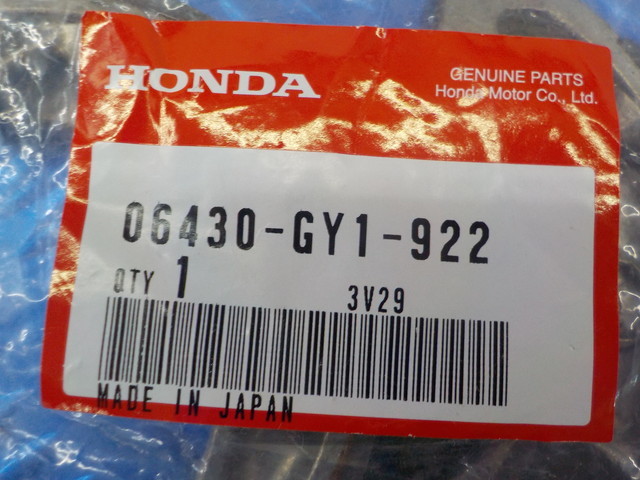 HONDA
GENUINE PARTS
Honda Motor Co., Ltd.
06430-GY1-922
QTY 1
3V29
MADE IN JAPAN